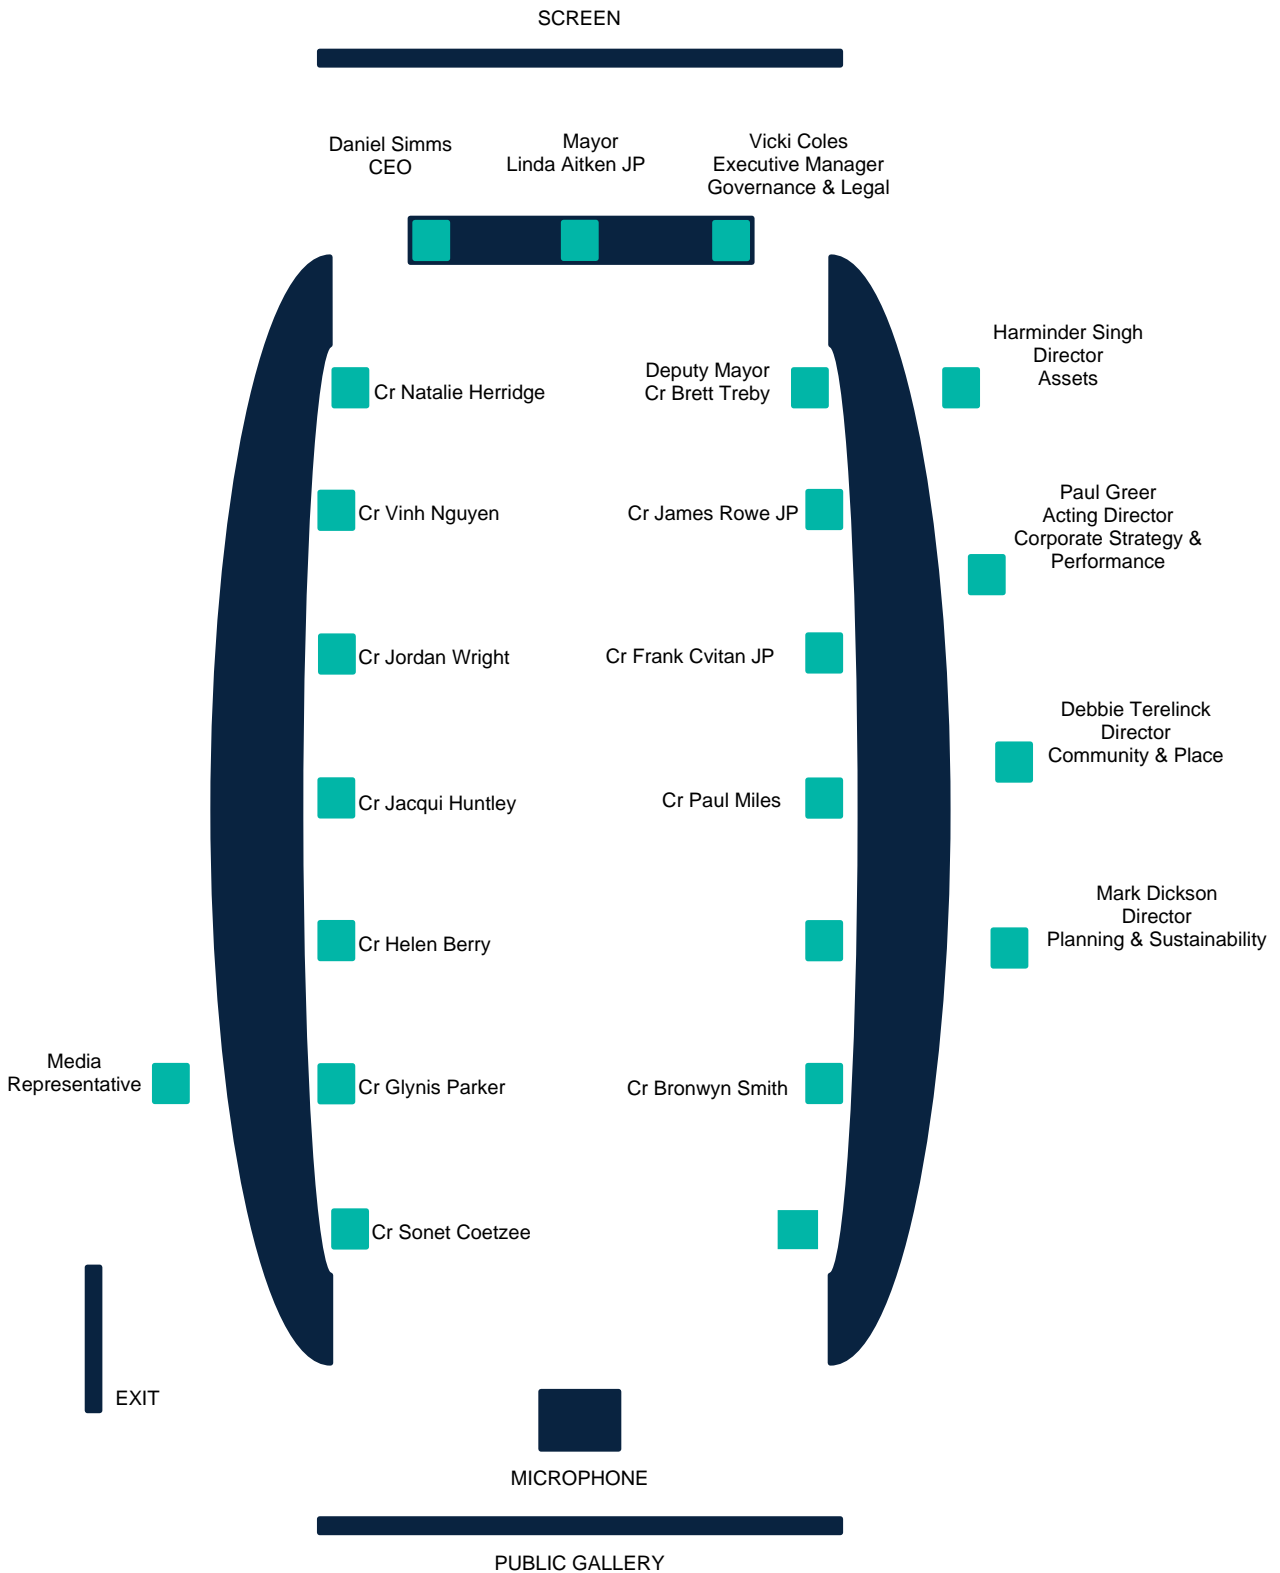 SCREEN
Daniel Simms
CEO
Mayor
Linda Aitken JP
Vicki Coles
Executive Manager
Governance & Legal
Harminder Singh
Director
Assets
Cr Natalie Herridge
Deputy Mayor
Cr Brett Treby
Paul Greer
Acting Director
Corporate Strategy &
Performance
Cr Vinh Nguyen
Cr James Rowe JP
Cr Jordan Wright
Cr Frank Cvitan JP
Debbie Terelinck
Director
Community & Place
Cr Jacqui Huntley
Cr Paul Miles
Mark Dickson
Director
Planning & Sustainability
Cr Helen Berry
Media
Representative
Cr Glynis Parker
Cr Bronwyn Smith
Cr Sonet Coetzee
EXIT
MICROPHONE
PUBLIC GALLERY